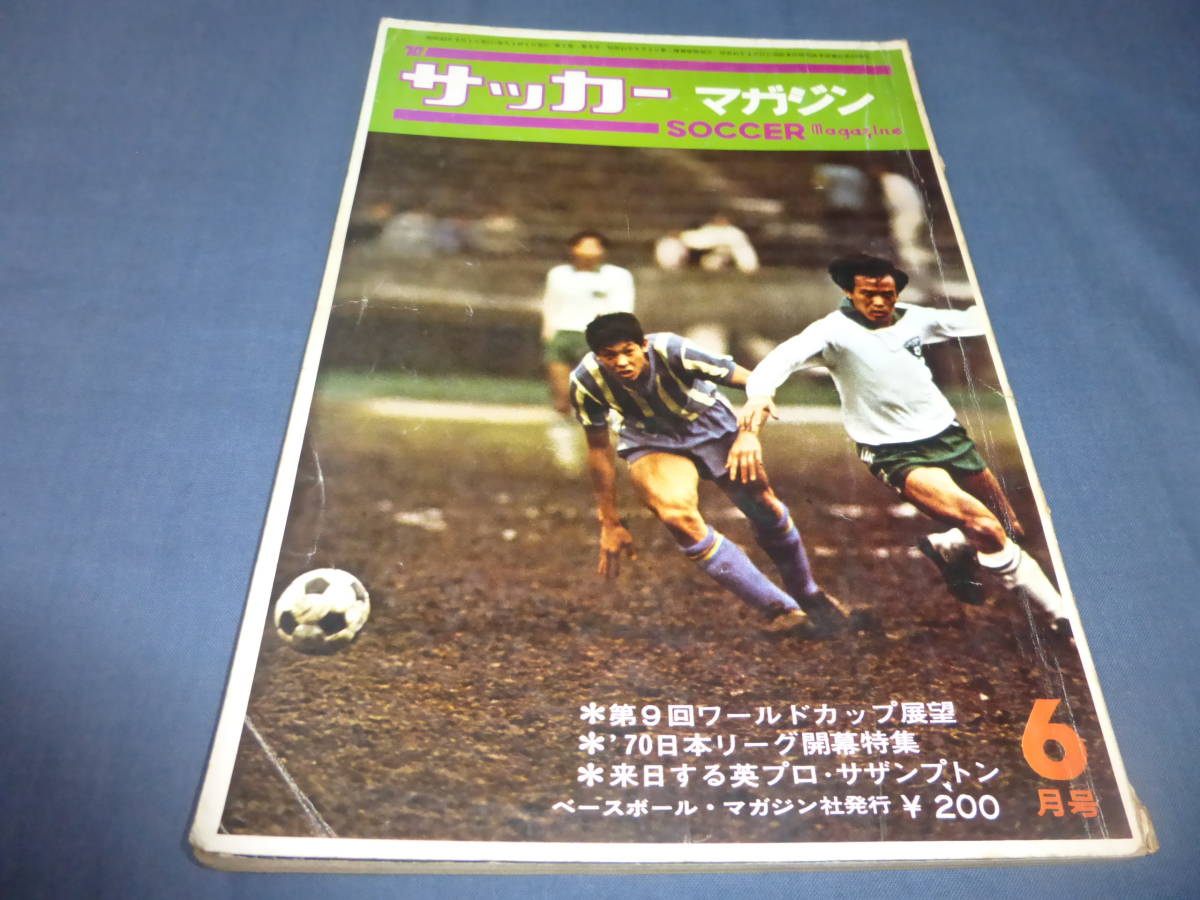 サッカー マガジン
SOCCER Magazine
*第9回ワールドカップ展望
*'70日本リーグ開幕特集
*来日する英プロ・サザンプトン
ベースボール・マガジン社発行 ¥200
6
月号